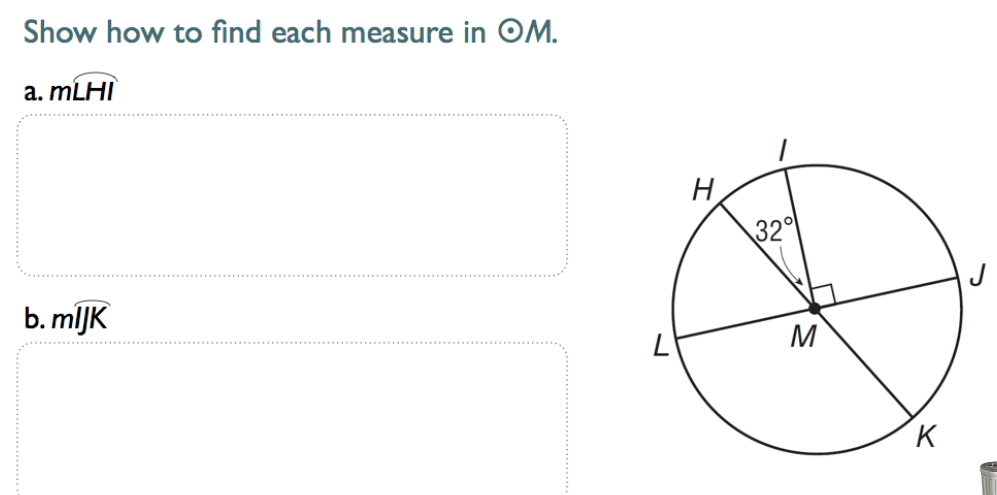 Show how to find each measure in ⊙M.
a. mLHI
b. mIJK
I
H
32°
J
M
L
K